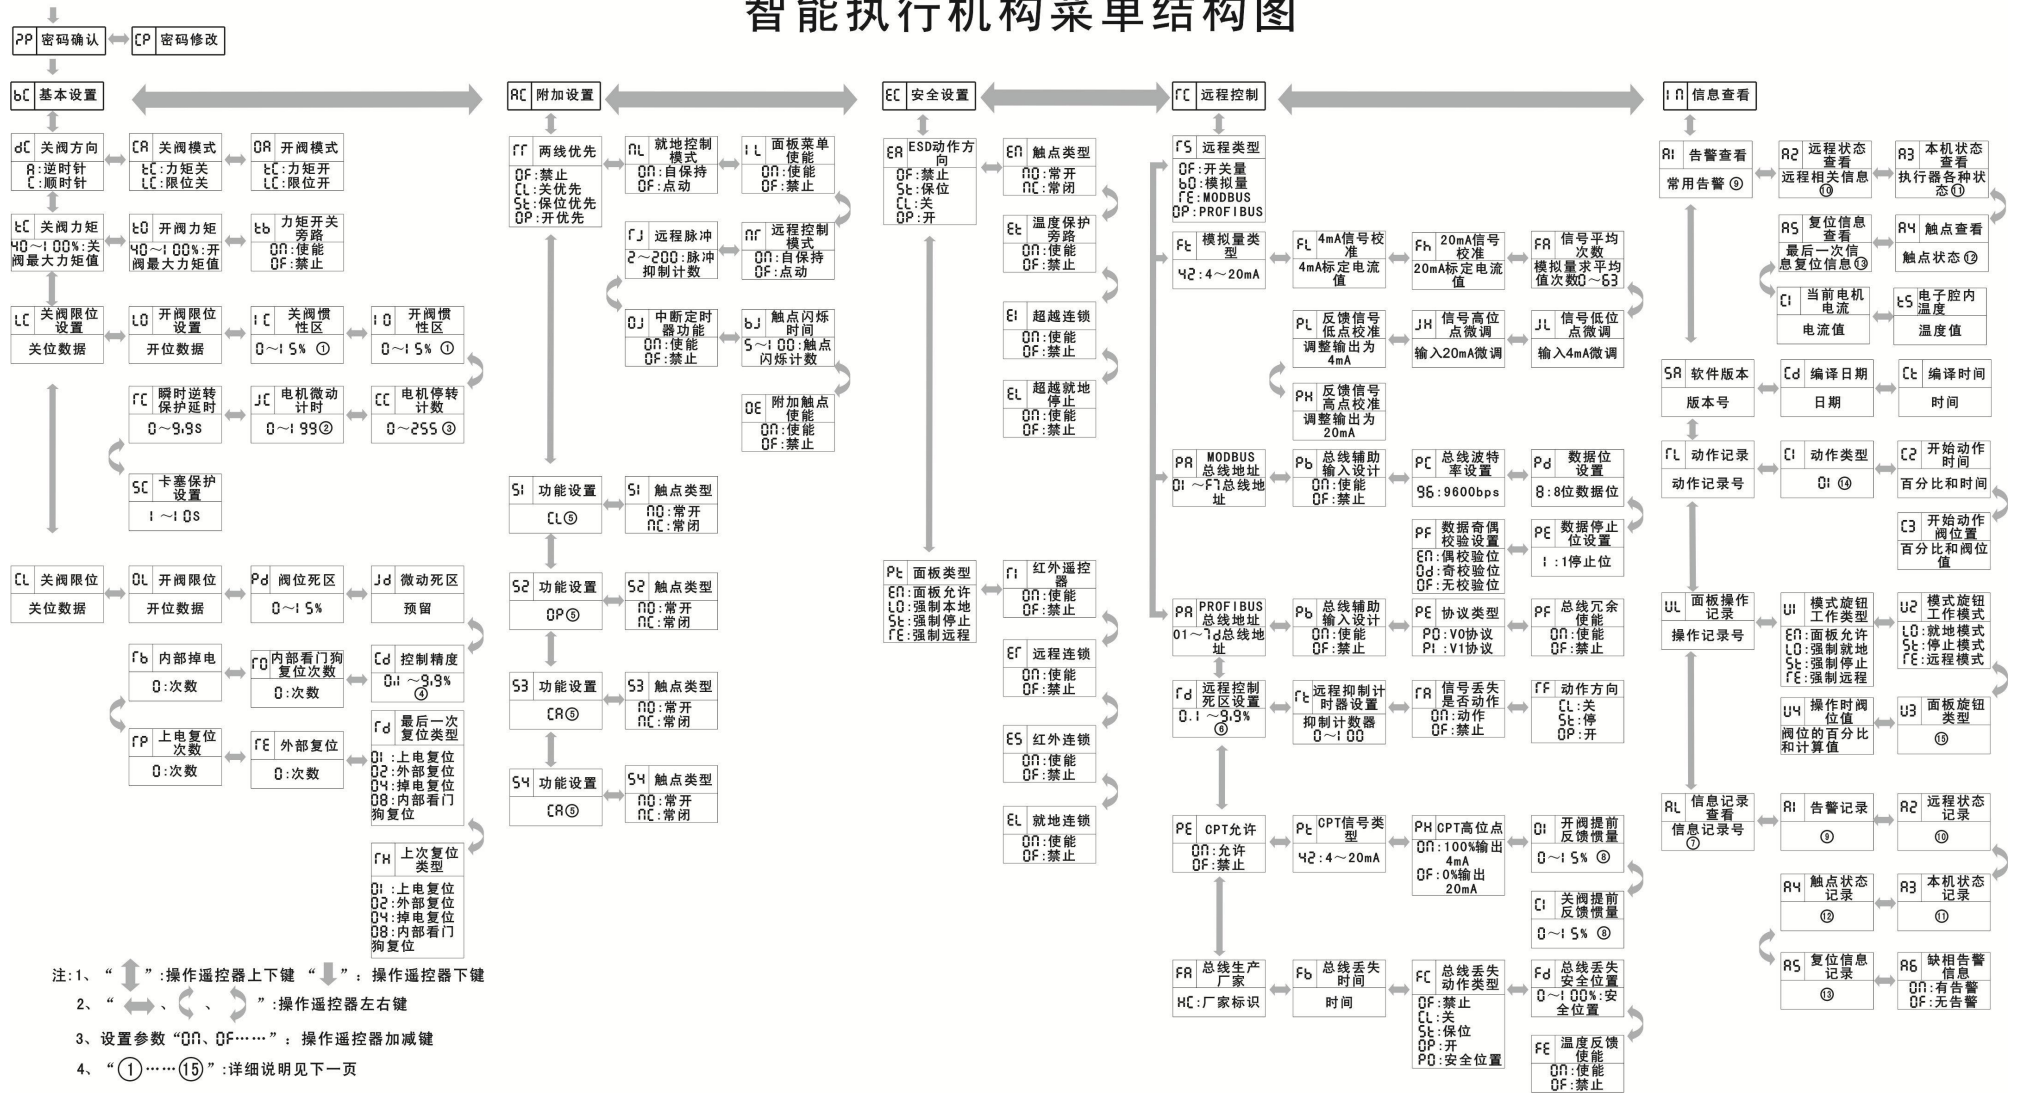 智能执行机构菜单结构图
PP 密码确认
CP 密码修改
bC 基本设置
AC 附加设置
EC 安全设置
rC 远程控制
In 信息查看
dC 关阀方向
A:逆时针
C:顺时针
CA 关阀模式
tC:力矩关
LC:限位关
OA 开阀模式
tC:力矩开
LC:限位开
tC 关阀力矩
40~100%:关
阀最大力矩值
tO 开阀力矩
40~100%:开
阀最大力矩值
tb 力矩开关
旁路
On:使能
OF:禁止
LC 关阀限位
设置
关位数据
LO 开阀限位
设置
开位数据
IC 关阀惯
性区
0~15% ①
IO 开阀惯
性区
0~15% ①
rC 瞬时逆转
保护延时
0~9.9s
JC 电机微动
计时
0~199②
CC 电机停转
计数
0~255③
SC 卡塞保护
设置
1~10s
CL 关阀限位
关位数据
OL 开阀限位
开位数据
Pd 阀位死区
0~15%
Jd 微动死区
预留
rb 内部掉电
0:次数
rO 内部看门狗
复位次数
0:次数
Cd 控制精度
0.1~9.9%
④
rP 上电复位
次数
0:次数
rE 外部复位
0:次数
rd 最后一次
复位类型
01:上电复位
02:外部复位
04:掉电复位
08:内部看门
狗复位
rH 上次复位
类型
01:上电复位
02:外部复位
04:掉电复位
08:内部看门
狗复位
rr 两线优先
OF:禁止
CL:关优先
St:保位优先
OP:开优先
nL 就地控制
模式
On:自保持
OF:点动
IL 面板菜单
使能
On:使能
OF:禁止
rJ 远程脉冲
2~200:脉冲
抑制计数
nr 远程控制
模式
On:自保持
OF:点动
OJ 中断定时
器功能
On:使能
OF:禁止
bJ 触点闪烁
时间
5~100:触点
闪烁计数
OE 附加触点
使能
On:使能
OF:禁止
S1 功能设置
CL⑤
S1 触点类型
nO:常开
nC:常闭
S2 功能设置
OP⑤
S2 触点类型
nO:常开
nC:常闭
S3 功能设置
CA⑤
S3 触点类型
nO:常开
nC:常闭
S4 功能设置
CA⑤
S4 触点类型
nO:常开
nC:常闭
EA ESD动作方
向
OF:禁止
St:保位
CL:关
OP:开
En 触点类型
nO:常开
nC:常闭
Et 温度保护
旁路
On:使能
OF:禁止
EI 超越连锁
On:使能
OF:禁止
EL 超越就地
停止
On:使能
OF:禁止
Pt 面板类型
En:面板允许
LO:强制本地
St:强制停止
rE:强制远程
rI 红外遥控
器
On:使能
OF:禁止
Er 远程连锁
On:使能
OF:禁止
ES 红外连锁
On:使能
OF:禁止
EL 就地连锁
On:使能
OF:禁止
rS 远程类型
OF:开关量
bO:模拟量
rE:MODBUS
OP:PROFIBUS
Ft 模拟量类
型
42:4~20mA
FL 4mA信号校
准
4mA标定电流
值
Fh 20mA信号
校准
20mA标定电流
值
FA 信号平均
次数
模拟量求平均
值次数0~63
PL 反馈信号
低点校准
调整输出为
4mA
JH 信号高位
点微调
输入20mA微调
JL 信号低位
点微调
输入4mA微调
PH 反馈信号
高点校准
调整输出为
20mA
PA MODBUS
总线地址
01~F7总线地
址
Pb 总线辅助
输入设计
On:使能
OF:禁止
PC 总线波特
率设置
96:9600bps
Pd 数据位
设置
8:8位数据位
PF 数据奇偶
校验设置
En:偶校验位
Od:奇校验位
OF:无校验位
PE 数据停止
位设置
1:1停止位
PA PROFIBUS
总线地址
01~7d总线地
址
Pb 总线辅助
输入设计
On:使能
OF:禁止
PE 协议类型
P0:V0协议
P1:V1协议
PF 总线冗余
使能
On:使能
OF:禁止
rd 远程控制
死区设置
0.1~9.9%
⑥
rt 远程抑制计
时器设置
抑制计数器
0~100
rA 信号丢失
是否动作
On:动作
OF:禁止
rF 动作方向
CL:关
St:停
OP:开
PE CPT允许
On:允许
OF:禁止
Pt CPT信号类
型
42:4~20mA
PH CPT高位点
On:100%输出
4mA
OF:0%输出
20mA
OI 开阀提前
反馈惯量
0~15% ⑧
CI 关阀提前
反馈惯量
0~15% ⑧
FA 总线生产
厂家
HC:厂家标识
Fb 总线丢失
时间
时间
FC 总线丢失
动作类型
OF:禁止
CL:关
St:保位
OP:开
PO:安全位置
Fd 总线丢失
安全位置
0~100%:安
全位置
FE 温度反馈
使能
On:使能
OF:禁止
A1 告警查看
常用告警⑨
A2 远程状态
查看
远程相关信息
⑩
A3 本机状态
查看
执行器各种状
态⑪
A5 复位信息
查看
最后一次信
息复位信息⑬
A4 触点查看
触点状态⑫
CI 当前电机
电流
电流值
tS 电子腔内
温度
温度值
SA 软件版本
版本号
Cd 编译日期
日期
Ct 编译时间
时间
rL 动作记录
动作记录号
C1 动作类型
01⑭
C2 开始动作
时间
百分比和时间
C3 开始动作
阀位置
百分比和阀位
值
UL 面板操作
记录
操作记录号
U1 模式旋钮
工作类型
En:面板允许
LO:强制就地
St:强制停止
rE:强制远程
U2 模式旋钮
工作模式
LO:就地模式
St:停止模式
rE:远程模式
U4 操作时阀
位值
阀位的百分比
和计算值
U3 面板旋钮
类型
⑮
AL 信息记录
查看
信息记录号
⑦
A1 告警记录
⑨
A2 远程状态
记录
⑩
A4 触点状态
记录
⑫
A3 本机状态
记录
⑪
A5 复位信息
记录
⑬
A6 缺相告警
信息
On:有告警
OF:无告警
注:1、“ ”:操作遥控器上下键 “ ”:操作遥控器下键
2、“ 、 、 ”:操作遥控器左右键
3、设置参数“On、OF……”:操作遥控器加减键
4、“①……⑮”:详细说明见下一页